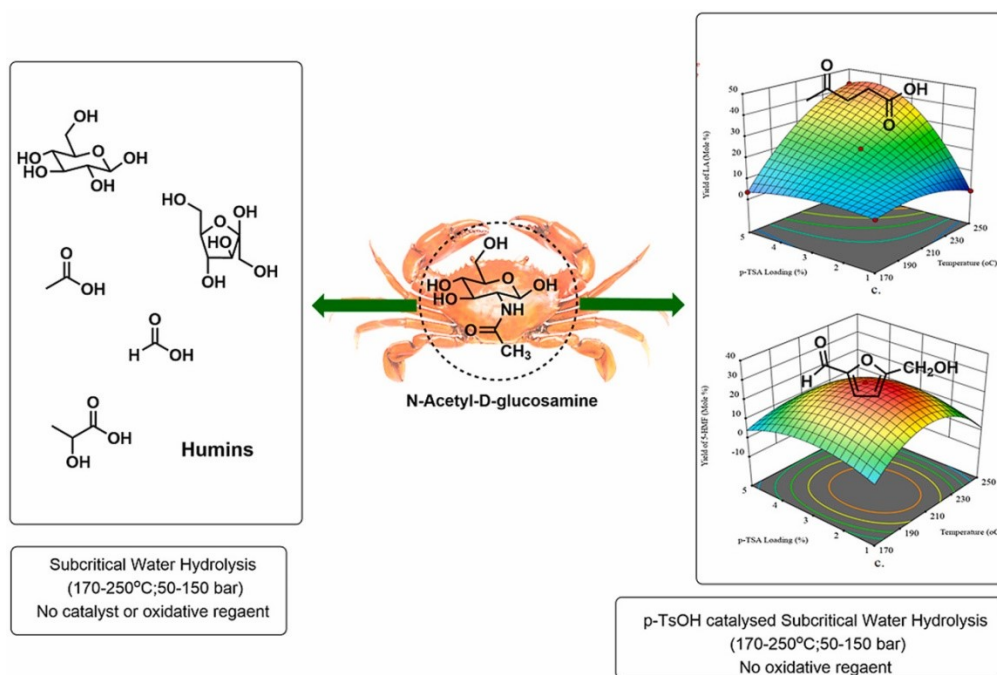 OH
HO
HO
O
OH
OH
HO
O
OH
HO
OH
OH
O
OH
O
H
OH
O
OH
OH
Humins
Subcritical Water Hydrolysis
(170-250°C;50-150 bar)
No catalyst or oxidative regaent
OH
HO
HO
O
OH
NH
O
CH3
N-Acetyl-D-glucosamine
O
OH
O
Yield of LA (Mole %)
50
40
30
20
10
0
5
4
3
2
1
p-TSA Loading (%)
170
190
210
230
250
Temperature (oC)
c.
O
H
O
CH2OH
Yield of 5-HMF (Mole %)
40
30
20
10
0
-10
5
4
3
2
1
p-TSA Loading (%)
170
190
210
230
250
Temperature (oC)
c.
p-TsOH catalysed Subcritical Water Hydrolysis
(170-250°C;50-150 bar)
No oxidative regaent